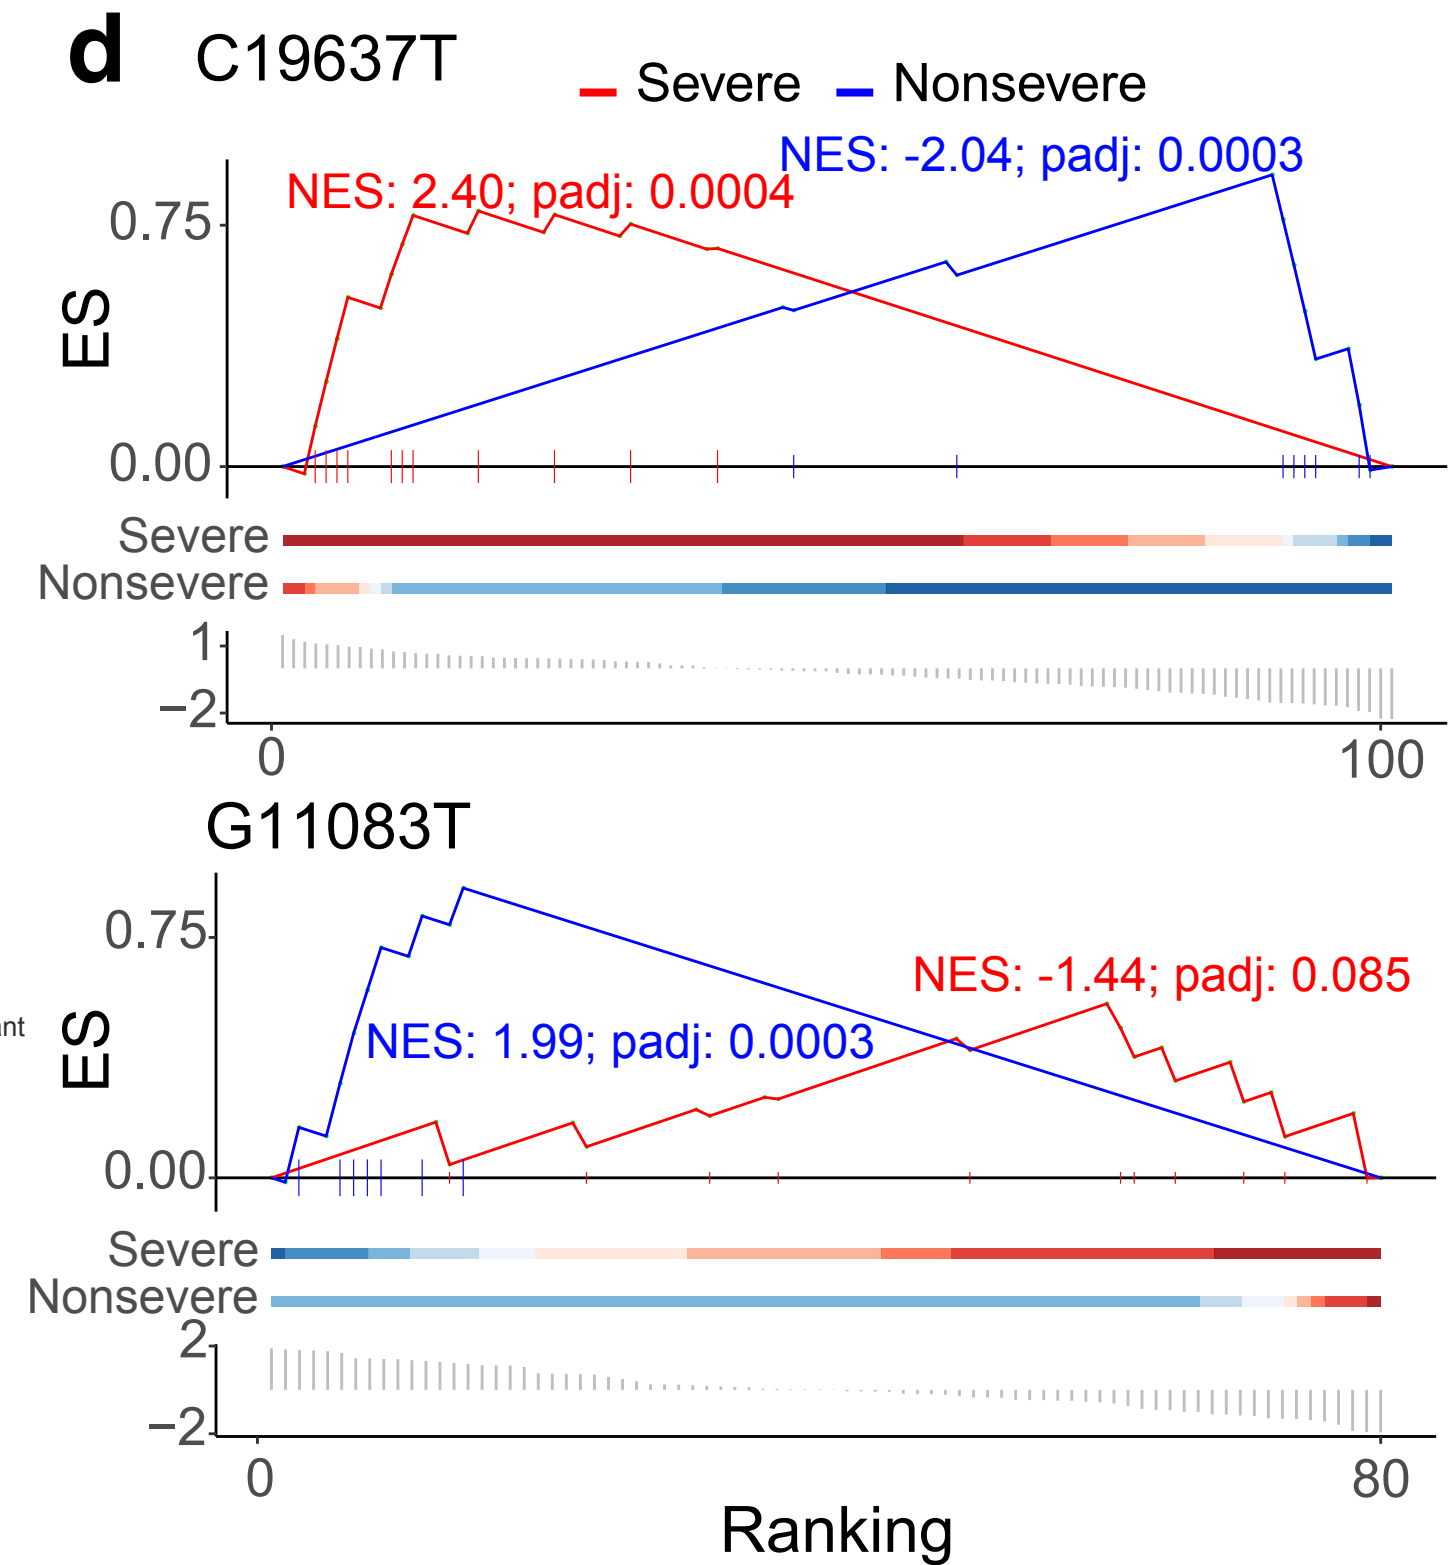 d C19637T
Severe Nonsevere
NES: -2.04; padj: 0.0003
NES: 2.40; padj: 0.0004
0.75
ES
0.00
Severe
Nonsevere
1
−2
0 100
G11083T
0.75
NES: -1.44; padj: 0.085
ant
ES
NES: 1.99; padj: 0.0003
0.00
Severe
Nonsevere
2
−2
0 80
Ranking